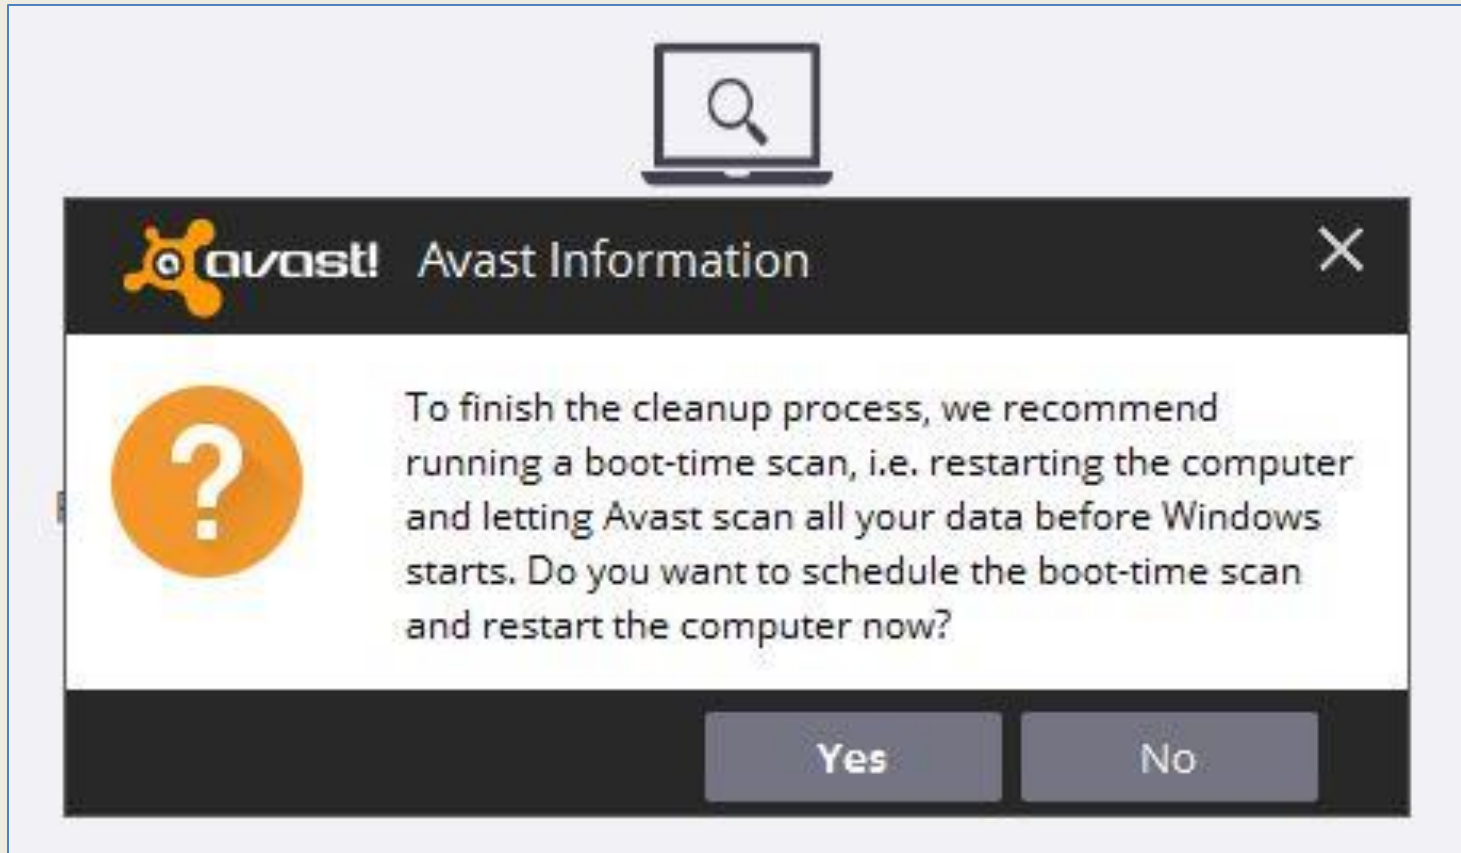 avast! Avast Information
To finish the cleanup process, we recommend
running a boot-time scan, i.e. restarting the computer
and letting Avast scan all your data before Windows
starts. Do you want to schedule the boot-time scan
and restart the computer now?
Yes No